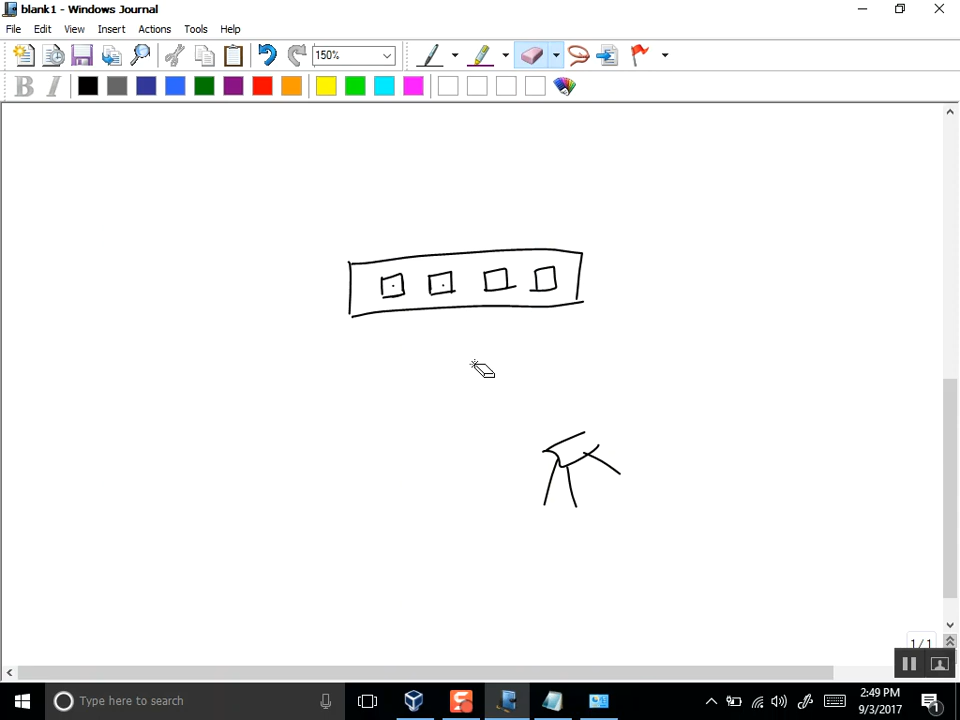 blank1 - Windows Journal
File Edit View Insert Actions Tools Help
150%
B I
1/1
Type here to search
2:49 PM
9/3/2017
1